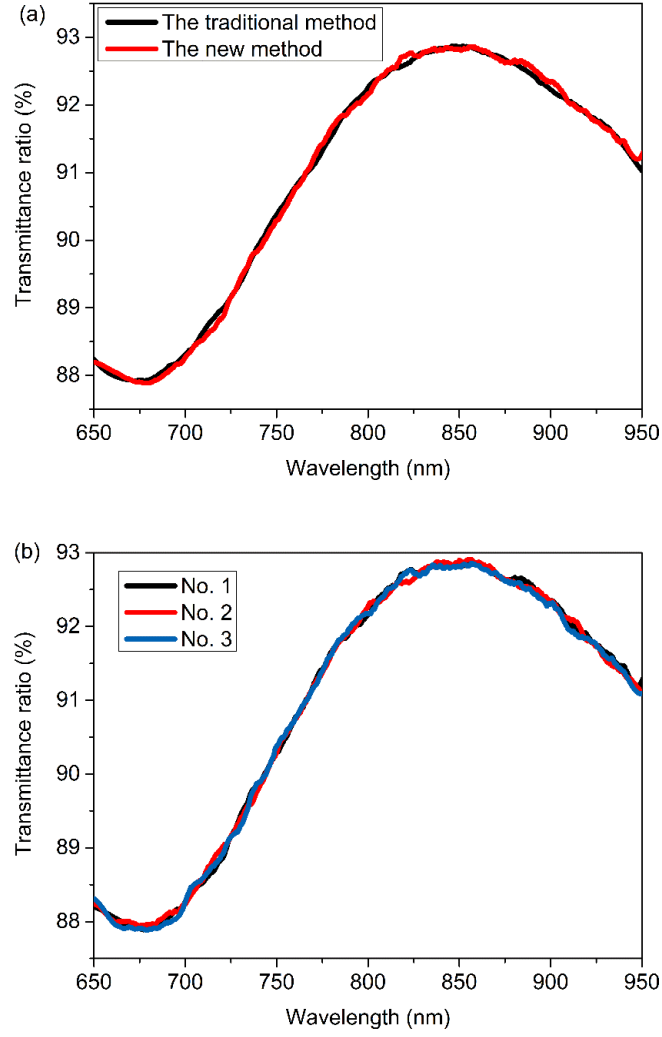 (a)
The traditional method
The new method
93
92
91
90
89
88
Transmittance ratio (%)
650 700 750 800 850 900 950
Wavelength (nm)
(b)
No. 1
No. 2
No. 3
93
92
91
90
89
88
Transmittance ratio (%)
650 700 750 800 850 900 950
Wavelength (nm)